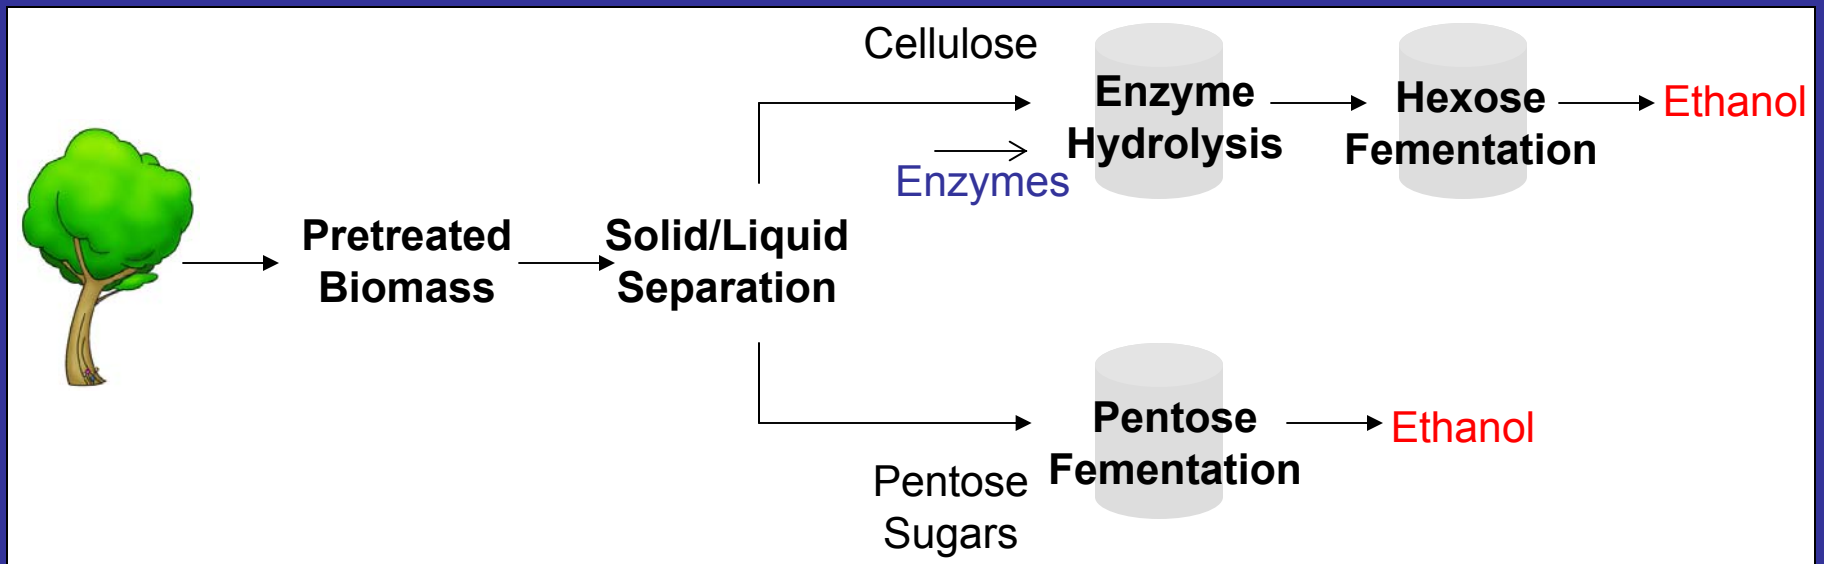 Cellulose
Enzyme
Hydrolysis
Hexose
Fementation
Ethanol
Enzymes
Pretreated
Biomass
Solid/Liquid
Separation
Pentose
Sugars
Pentose
Fementation
Ethanol